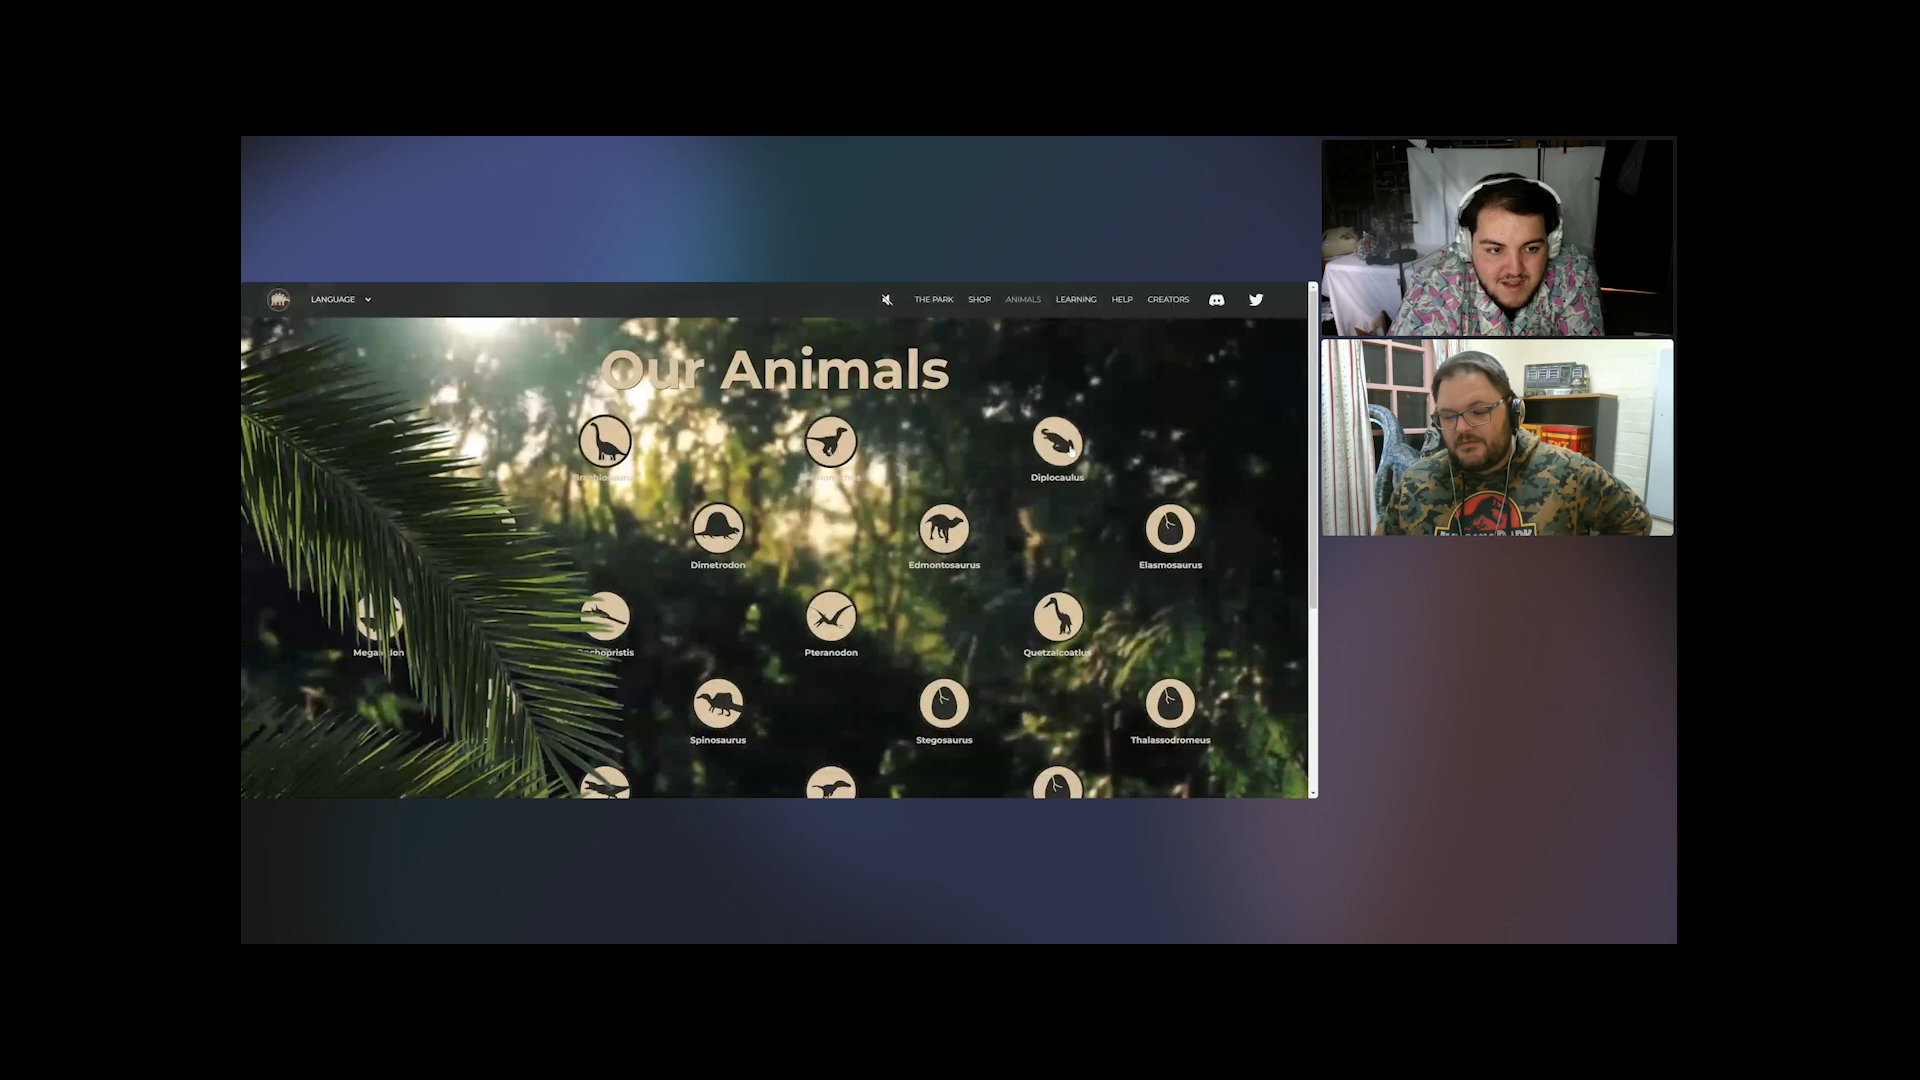 LANGUAGE
THE PARK SHOP ANIMALS LEARNING HELP CREATORS
Our Animals
Brachiosaurus Diplocaulus
Dimetrodon Edmontosaurus Elasmosaurus
Pteranodon Quetzalcoatlus
Spinosaurus Stegosaurus Thalassodromeus